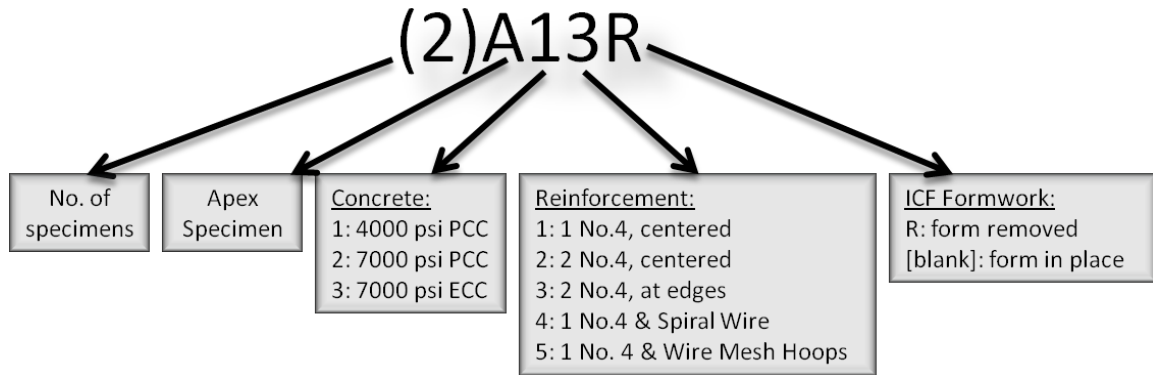 (2)A13R
No. of
specimens
Apex
Specimen
Concrete:
1: 4000 psi PCC
2: 7000 psi PCC
3: 7000 psi ECC
Reinforcement:
1: 1 No.4, centered
2: 2 No.4, centered
3: 2 No.4, at edges
4: 1 No.4 & Spiral Wire
5: 1 No. 4 & Wire Mesh Hoops
ICF Formwork:
R: form removed
[blank]: form in place